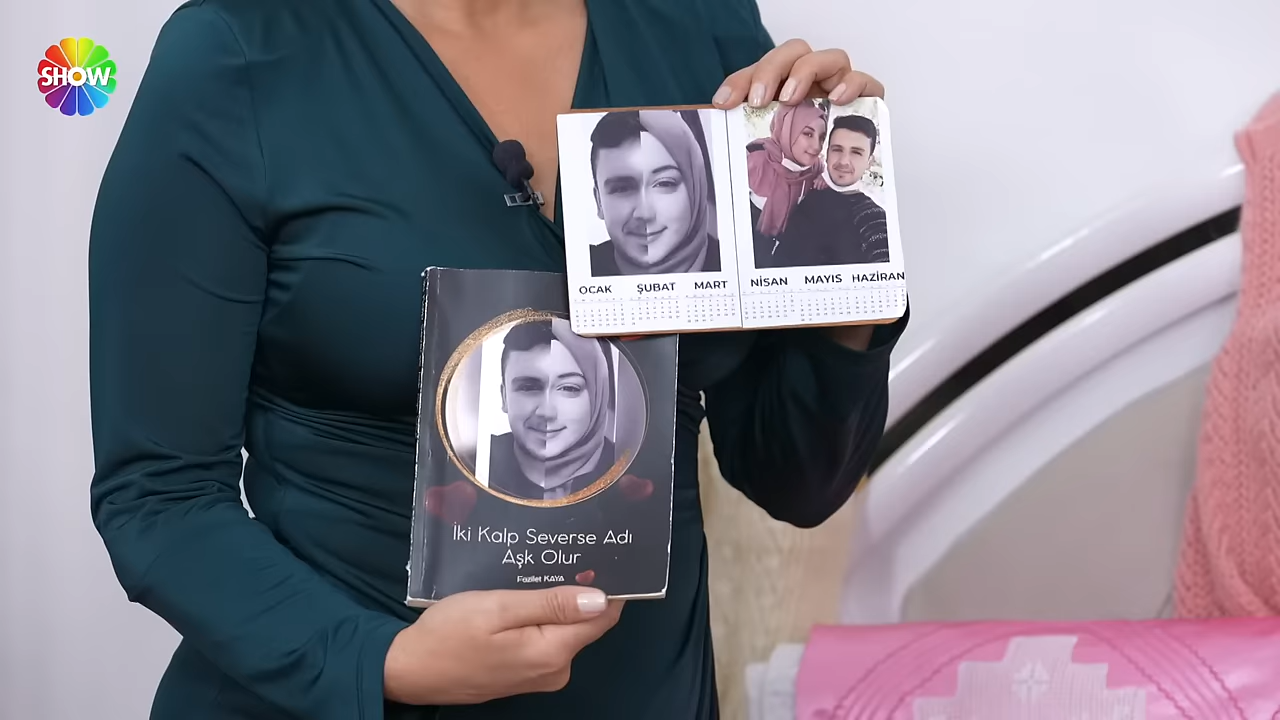 SHOW
OCAK ŞUBAT MART
NİSAN MAYIS HAZİRAN
İki Kalp Severse Adı
Aşk Olur
Fazilet KAYA